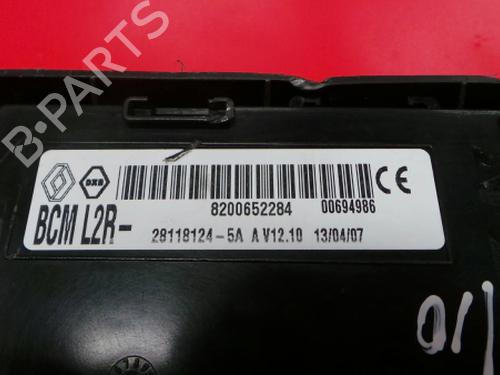 B-PARTS
8200652284 00694986
BCM L2R- 28118124-5A A V12.10 13/04/07
CE